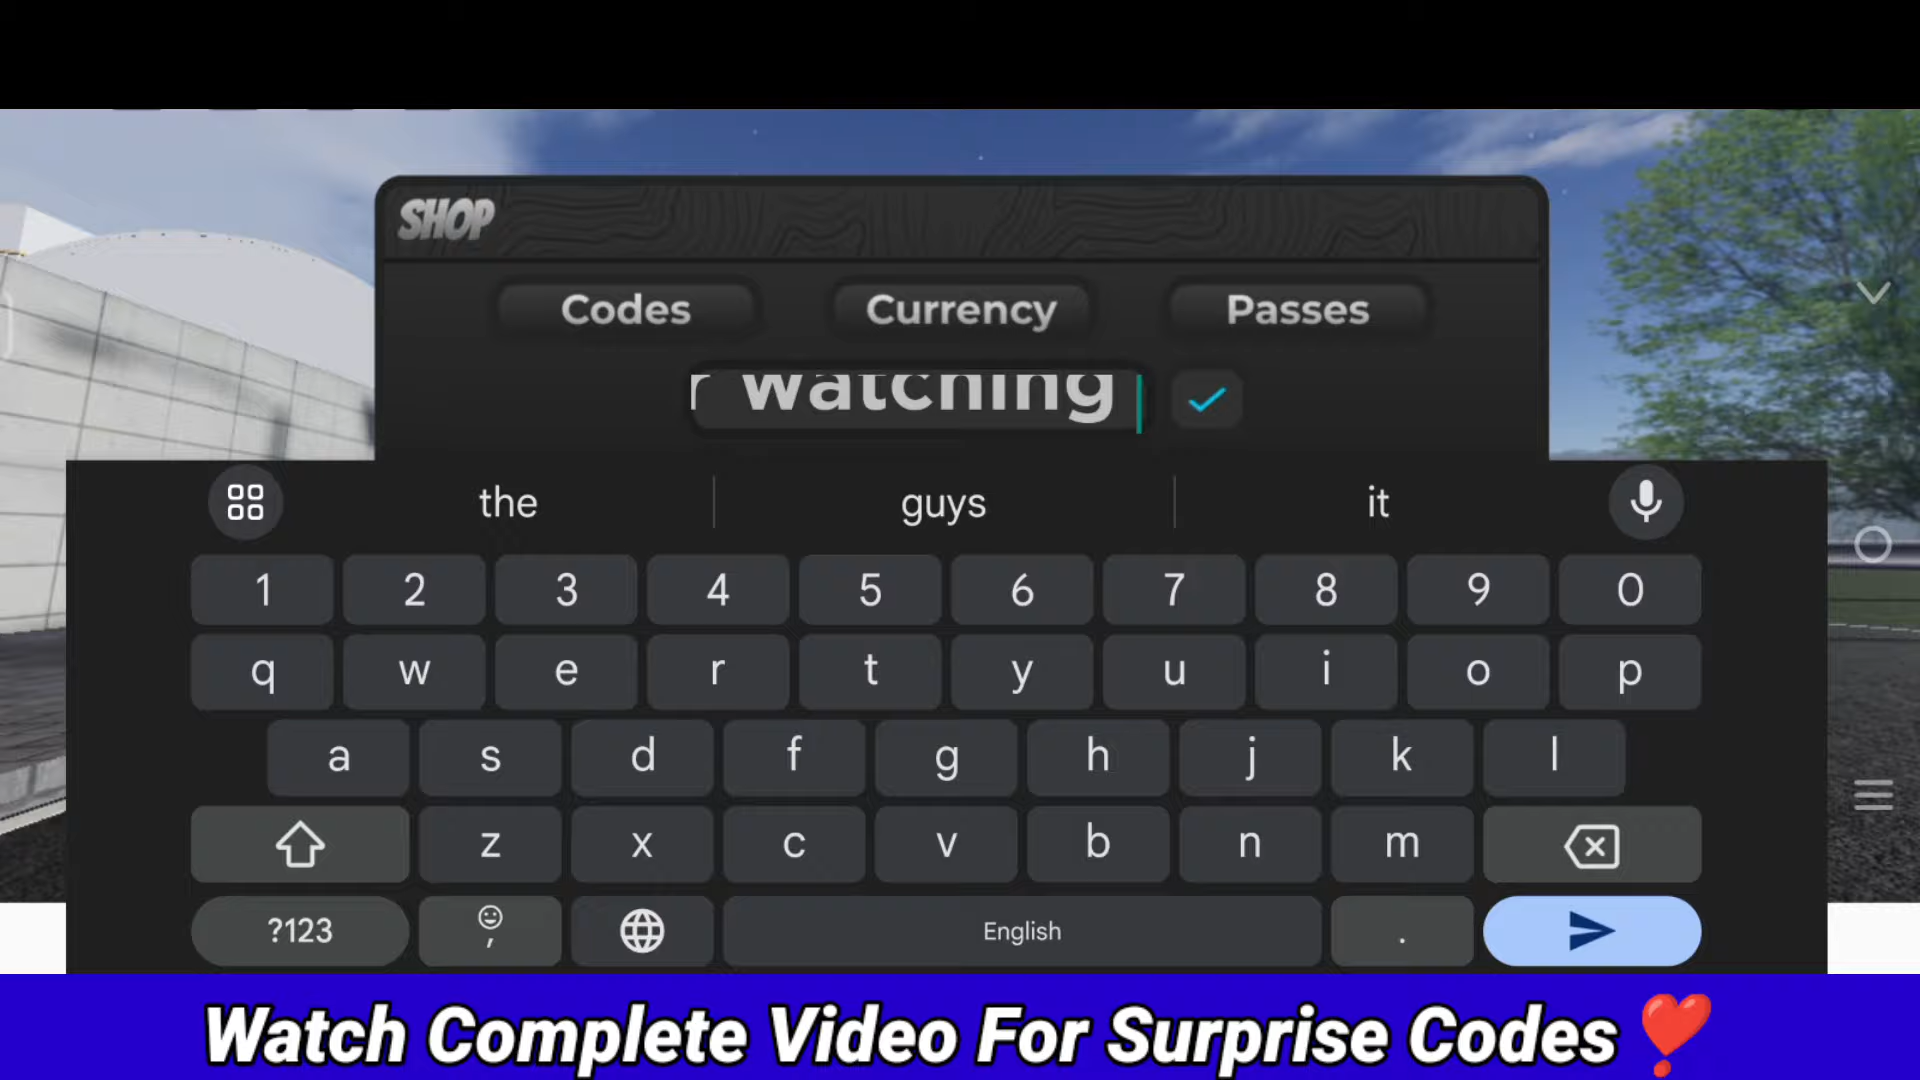 SHOP
Codes Currency Passes
r watching
the guys it
1 2 3 4 5 6 7 8 9 0
q w e r t y u i o p
a s d f g h j k l
z x c v b n m
?123 , English .
Watch Complete Video For Surprise Codes ❣️